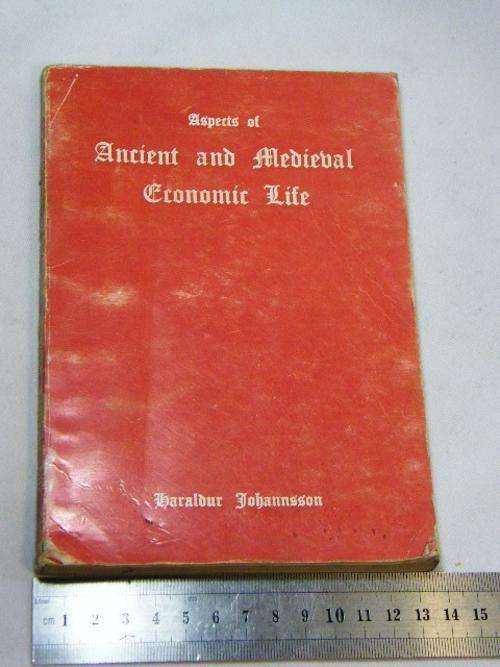 Aspects of
Ancient and Medieval
Economic Life
Haraldur Johannsson
cm 1 2 3 4 5 6 7 8 9 10 11 12 13 14 15